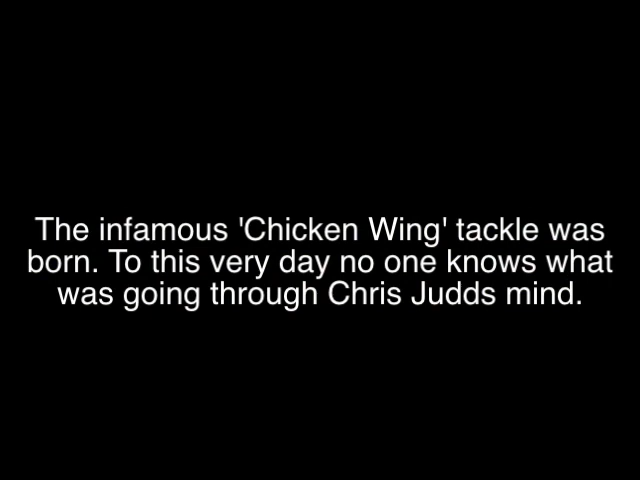 The infamous 'Chicken Wing' tackle was
born. To this very day no one knows what
was going through Chris Judds mind.